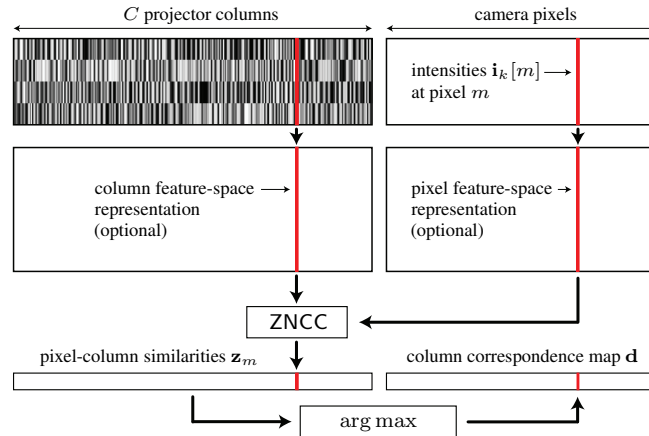 C projector columns
camera pixels
intensities i_k[m]
at pixel m
column feature-space
representation
(optional)
pixel feature-space
representation
(optional)
ZNCC
pixel-column similarities z_m
column correspondence map d
arg max